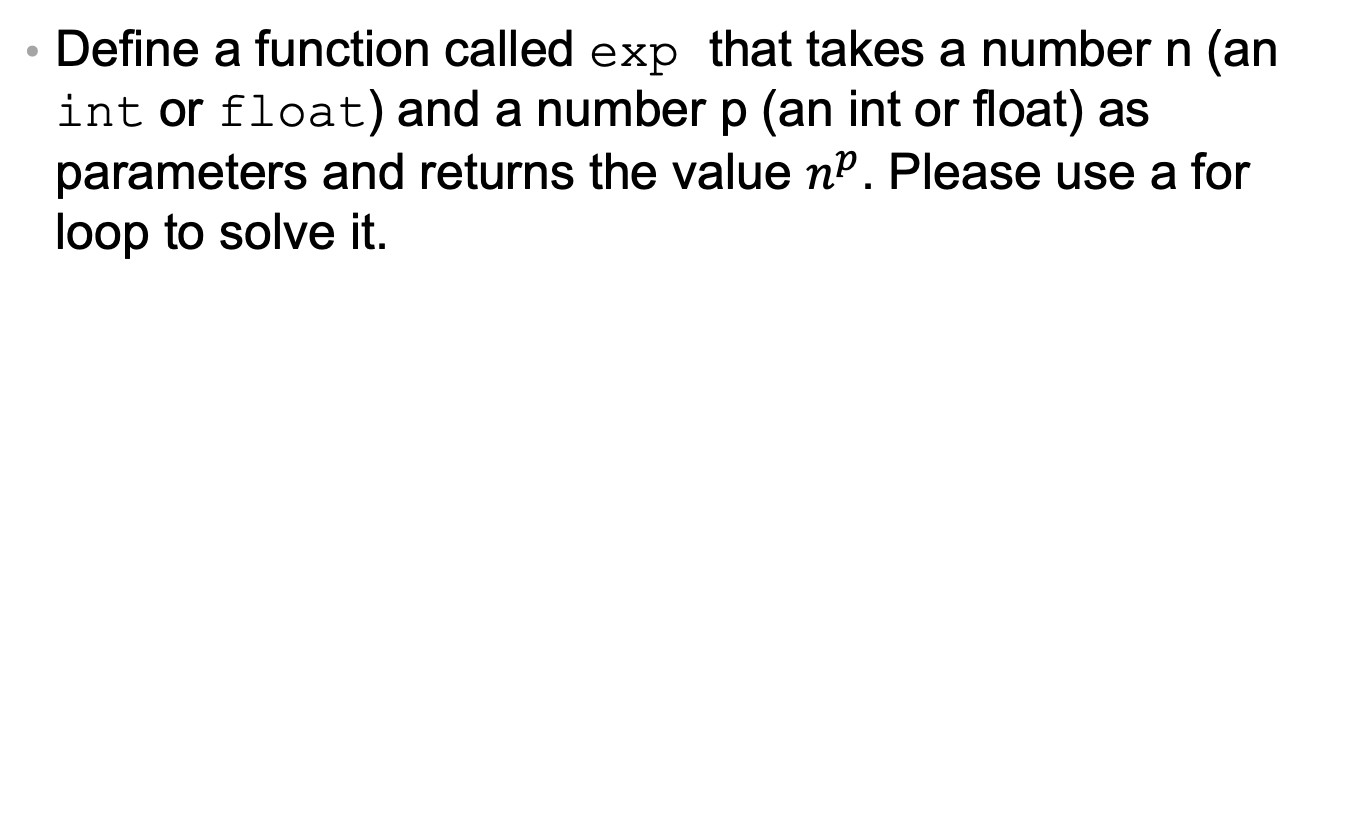 • Define a function called exp that takes a number n (an
int or float) and a number p (an int or float) as
parameters and returns the value n^p. Please use a for
loop to solve it.